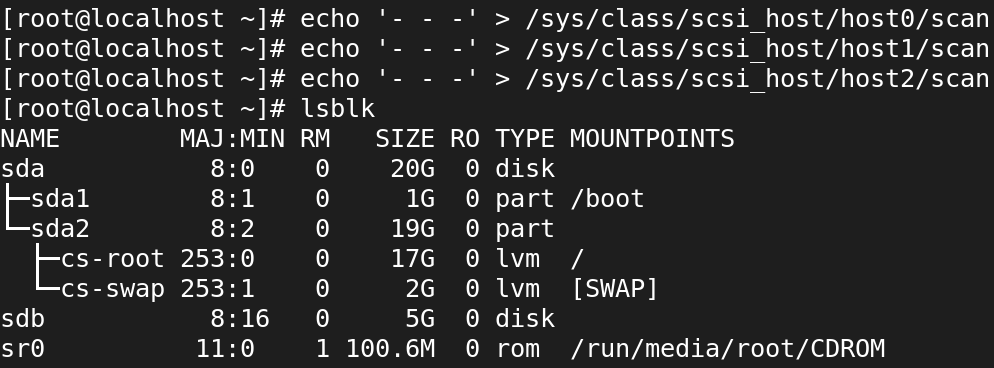 [root@localhost ~]# echo '- - -' > /sys/class/scsi_host/host0/scan
[root@localhost ~]# echo '- - -' > /sys/class/scsi_host/host1/scan
[root@localhost ~]# echo '- - -' > /sys/class/scsi_host/host2/scan
[root@localhost ~]# lsblk
NAME        MAJ:MIN RM   SIZE RO TYPE MOUNTPOINTS
sda           8:0    0    20G  0 disk
├─sda1        8:1    0     1G  0 part /boot
└─sda2        8:2    0    19G  0 part
  ├─cs-root 253:0    0    17G  0 lvm  /
  └─cs-swap 253:1    0     2G  0 lvm  [SWAP]
sdb           8:16   0     5G  0 disk
sr0          11:0    1 100.6M  0 rom  /run/media/root/CDROM